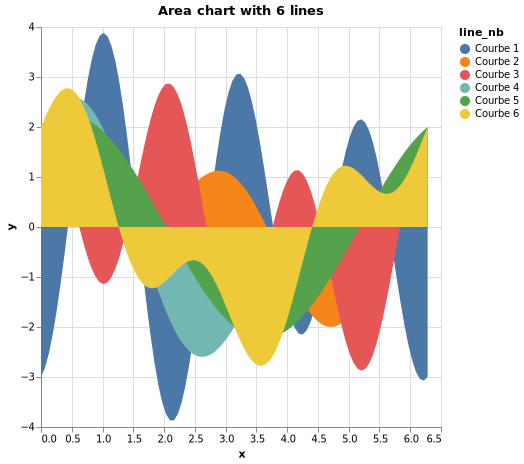 Area chart with 6 lines
line_nb
Courbe 1
Courbe 2
Courbe 3
Courbe 4
Courbe 5
Courbe 6
4
3
2
1
0
−1
−2
−3
−4
y
0.0 0.5 1.0 1.5 2.0 2.5 3.0 3.5 4.0 4.5 5.0 5.5 6.0 6.5
x